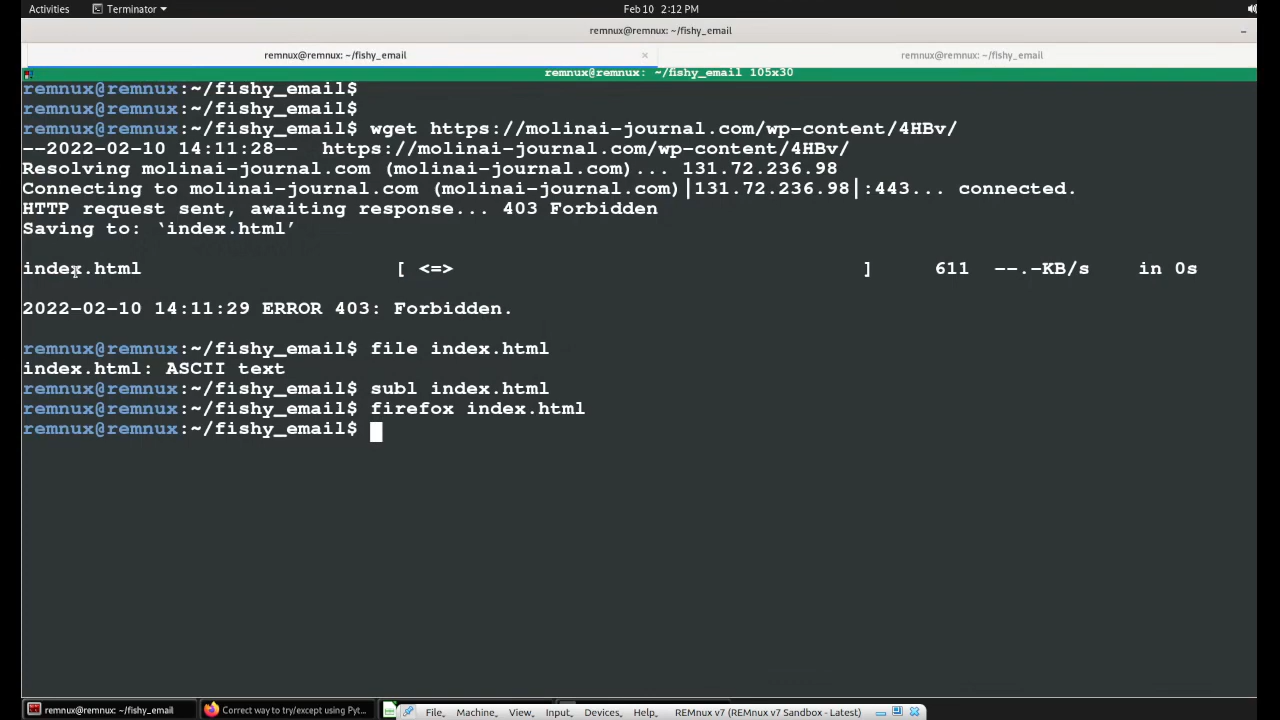 Activities Terminator Feb 10 2:12 PM
remnux@remnux: ~/fishy_email
remnux@remnux: ~/fishy_email × remnux@remnux: ~/fishy_email ×
remnux@remnux: ~/fishy_email 105x30
remnux@remnux:~/fishy_email$
remnux@remnux:~/fishy_email$
remnux@remnux:~/fishy_email$ wget https://molinai-journal.com/wp-content/4HBv/
--2022-02-10 14:11:28-- https://molinai-journal.com/wp-content/4HBv/
Resolving molinai-journal.com (molinai-journal.com)... 131.72.236.98
Connecting to molinai-journal.com (molinai-journal.com)|131.72.236.98|:443... connected.
HTTP request sent, awaiting response... 403 Forbidden
Saving to: ‘index.html’
index.html [ <=> ] 611 --.-KB/s in 0s
2022-02-10 14:11:29 ERROR 403: Forbidden.
remnux@remnux:~/fishy_email$ file index.html
index.html: ASCII text
remnux@remnux:~/fishy_email$ subl index.html
remnux@remnux:~/fishy_email$ firefox index.html
remnux@remnux:~/fishy_email$
remnux@remnux: ~/fishy_email Correct way to try/except using Pyt... File Machine View Input Devices Help REMnux v7 (REMnux v7 Sandbox - Latest)